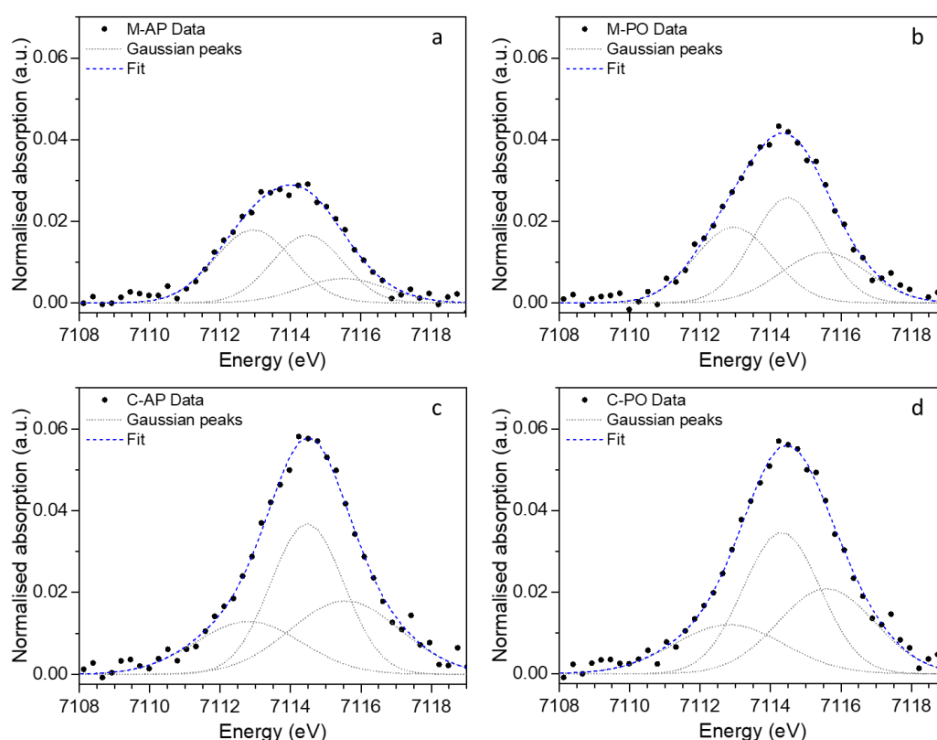 M-AP Data
Gaussian peaks
Fit
a
0.06
0.04
0.02
0.00
Normalised absorption (a.u.)
7108 7110 7112 7114 7116 7118
Energy (eV)
M-PO Data
Gaussian peaks
Fit
b
0.06
0.04
0.02
0.00
Normalised absorption (a.u.)
7108 7110 7112 7114 7116 7118
Energy (eV)
C-AP Data
Gaussian peaks
Fit
c
0.06
0.04
0.02
0.00
Normalised absorption (a.u.)
7108 7110 7112 7114 7116 7118
Energy (eV)
C-PO Data
Gaussian peaks
Fit
d
0.06
0.04
0.02
0.00
Normalised absorption (a.u.)
7108 7110 7112 7114 7116 7118
Energy (eV)